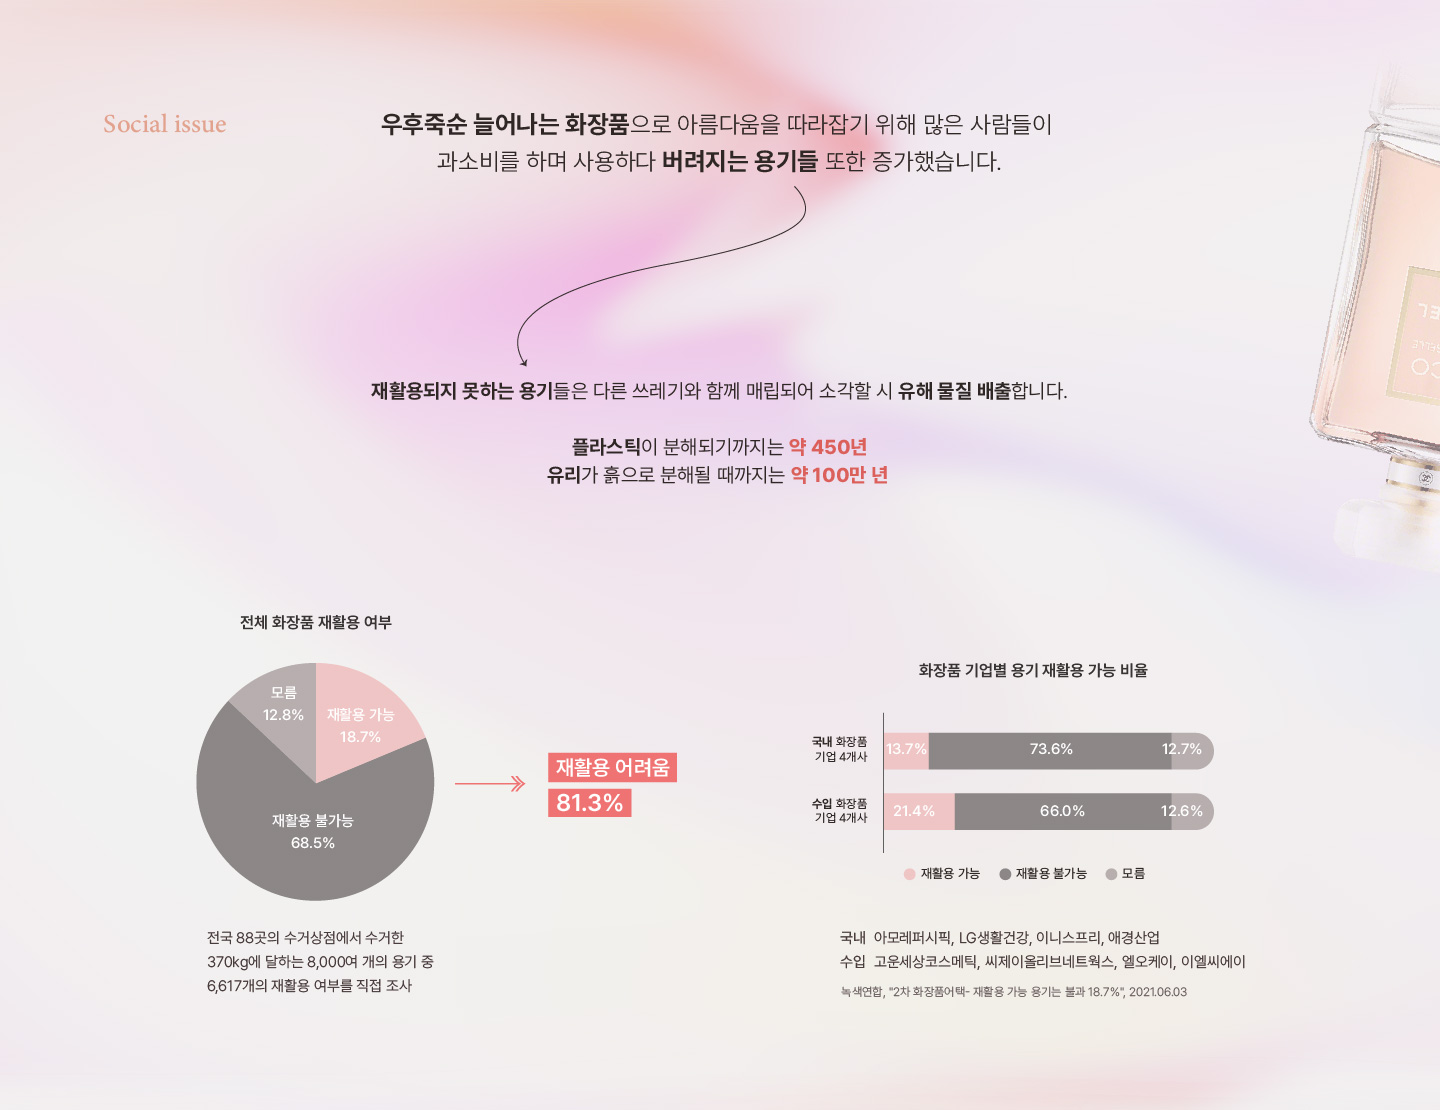 Social issue
우후죽순 늘어나는 화장품으로 아름다움을 따라잡기 위해 많은 사람들이
과소비를 하며 사용하다 버려지는 용기들 또한 증가했습니다.
재활용되지 못하는 용기들은 다른 쓰레기와 함께 매립되어 소각할 시 유해 물질 배출합니다.
플라스틱이 분해되기까지는 약 450년
유리가 흙으로 분해될 때까지는 약 100만 년
전체 화장품 재활용 여부
모름
12.8%
재활용 가능
18.7%
재활용 불가능
68.5%
재활용 어려움
81.3%
전국 88곳의 수거상점에서 수거한
370kg에 달하는 8,000여 개의 용기 중
6,617개의 재활용 여부를 직접 조사
화장품 기업별 용기 재활용 가능 비율
국내 화장품
기업 4개사
13.7% 73.6% 12.7%
수입 화장품
기업 4개사
21.4% 66.0% 12.6%
재활용 가능 재활용 불가능 모름
국내 아모레퍼시픽, LG생활건강, 이니스프리, 애경산업
수입 고운세상코스메틱, 씨제이올리브네트웍스, 엘오케이, 이엘씨에이
녹색연합, "2차 화장품어택- 재활용 가능 용기는 불과 18.7%", 2021.06.03